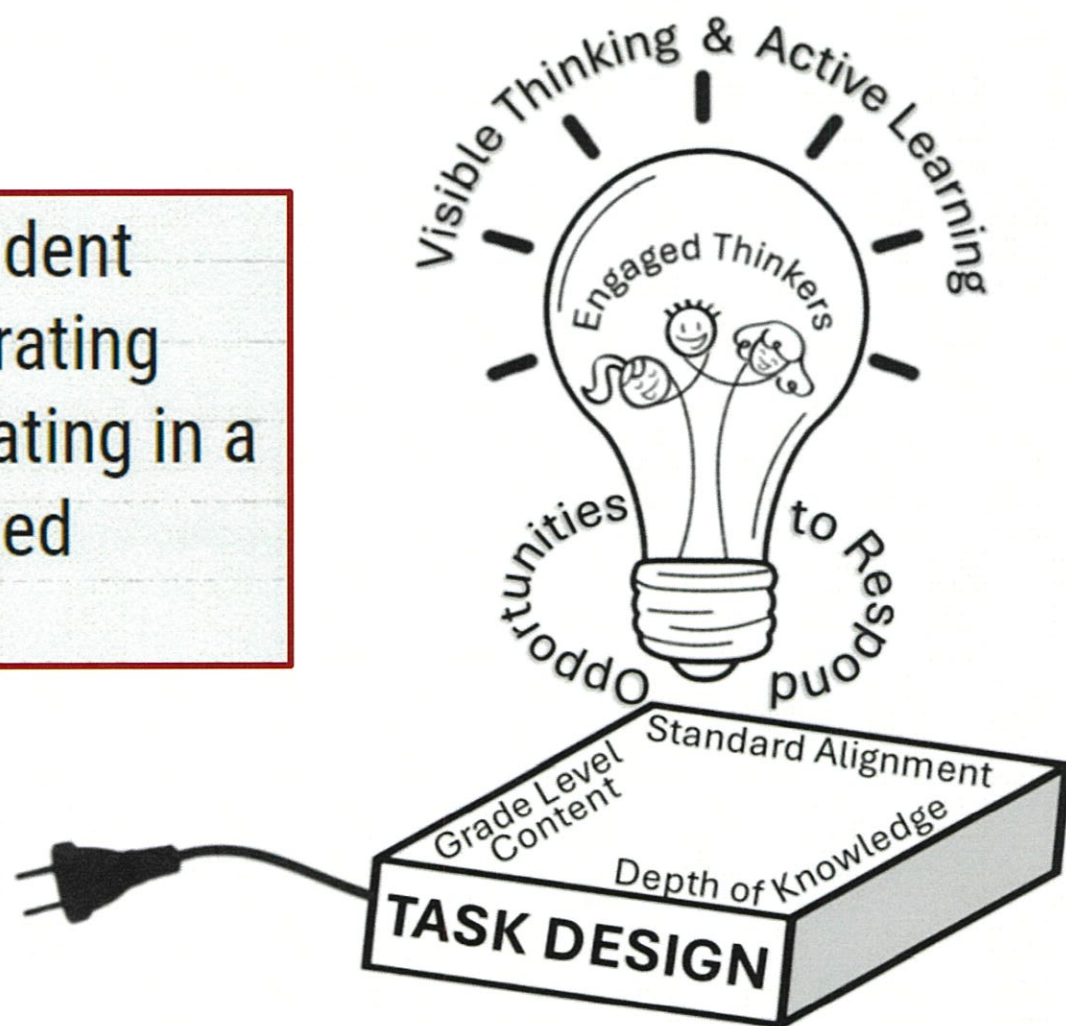 dent
rating
ating in a
ed
Visible Thinking & Active Learning
Engaged Thinkers
Opportunities to Respond
Standard Alignment
Grade Level
Content
Depth of Knowledge
TASK DESIGN